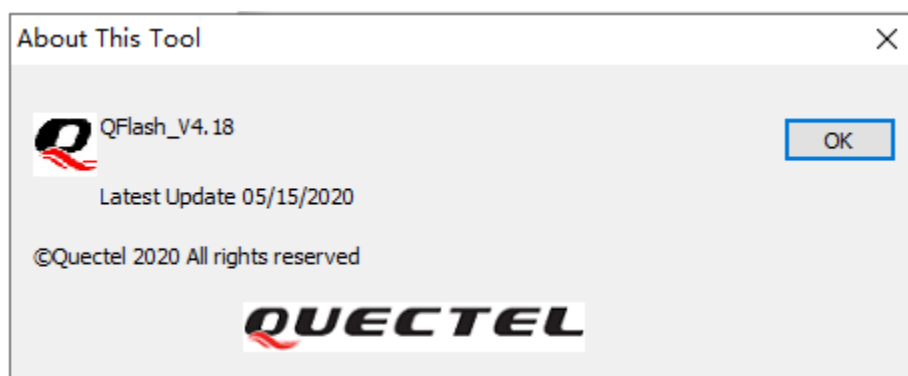 About This Tool
QFlash_V4.18
OK
Latest Update 05/15/2020
©Quectel 2020 All rights reserved
QUECTEL